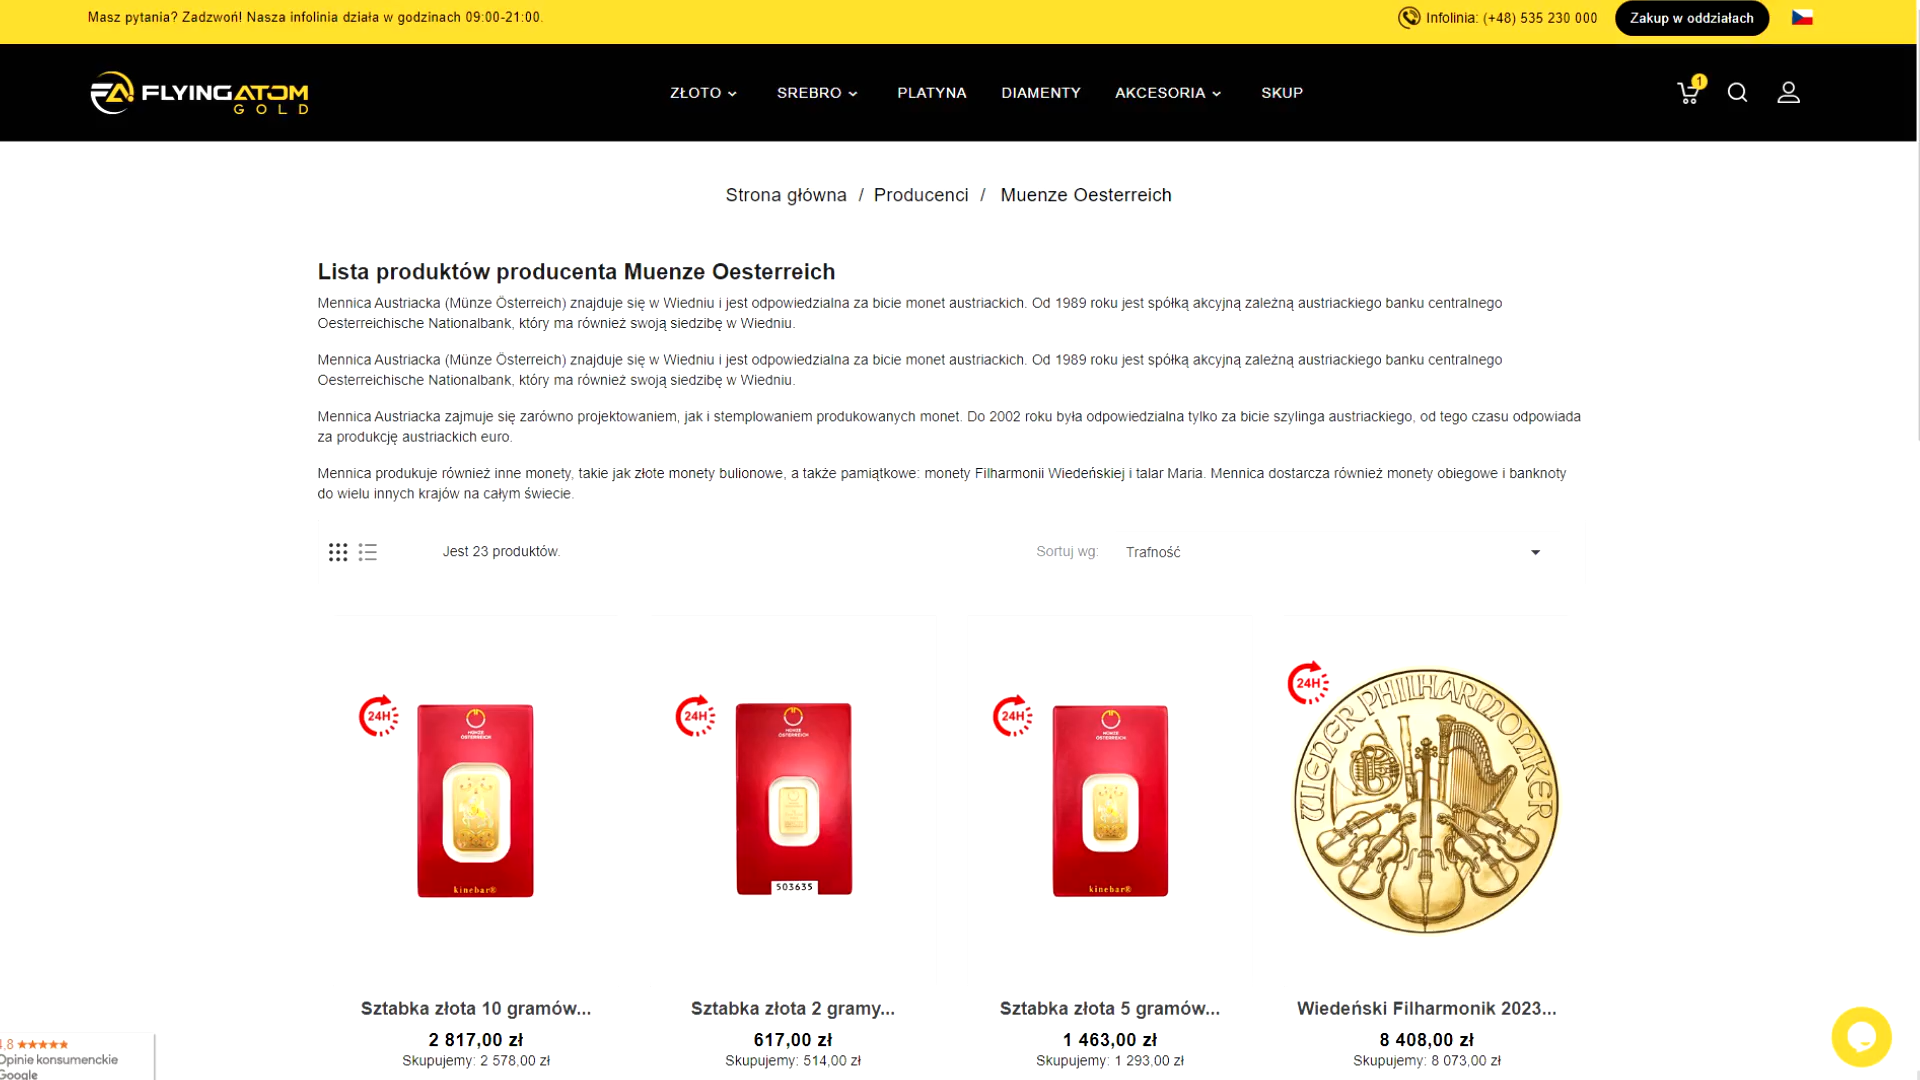 Masz pytania? Zadzwoń! Nasza infolinia działa w godzinach 09:00-21:00.
Infolinia: (+48) 535 230 000
Zakup w oddziałach
FLYINGATOM
GOLD
ZŁOTO
SREBRO
PLATYNA
DIAMENTY
AKCESORIA
SKUP
1
Strona główna / Producenci / Muenze Oesterreich
Lista produktów producenta Muenze Oesterreich
Mennica Austriacka (Münze Österreich) znajduje się w Wiedniu i jest odpowiedzialna za bicie monet austriackich. Od 1989 roku jest spółką akcyjną zależną austriackiego banku centralnego
Oesterreichische Nationalbank, który ma również swoją siedzibę w Wiedniu.
Mennica Austriacka (Münze Österreich) znajduje się w Wiedniu i jest odpowiedzialna za bicie monet austriackich. Od 1989 roku jest spółką akcyjną zależną austriackiego banku centralnego
Oesterreichische Nationalbank, który ma również swoją siedzibę w Wiedniu.
Mennica Austriacka zajmuje się zarówno projektowaniem, jak i stemplowaniem produkowanych monet. Do 2002 roku była odpowiedzialna tylko za bicie szylinga austriackiego, od tego czasu odpowiada
za produkcję austriackich euro.
Mennica produkuje również inne monety, takie jak złote monety bulionowe, a także pamiątkowe: monety Filharmonii Wiedeńskiej i talar Maria. Mennica dostarcza również monety obiegowe i banknoty
do wielu innych krajów na całym świecie.
Jest 23 produktów.
Sortuj wg:
Trafność
24H
MÜNZE
ÖSTERREICH
kinebar®
24H
MÜNZE
ÖSTERREICH
503635
24H
MÜNZE
ÖSTERREICH
kinebar®
24H
WIENER PHILHARMONIKER
Sztabka złota 10 gramów...
2 817,00 zł
Skupujemy: 2 578,00 zł
Sztabka złota 2 gramy...
617,00 zł
Skupujemy: 514,00 zł
Sztabka złota 5 gramów...
1 463,00 zł
Skupujemy: 1 293,00 zł
Wiedeński Filharmonik 2023...
8 408,00 zł
Skupujemy: 8 073,00 zł
4,8
Opinie konsumenckie
Google